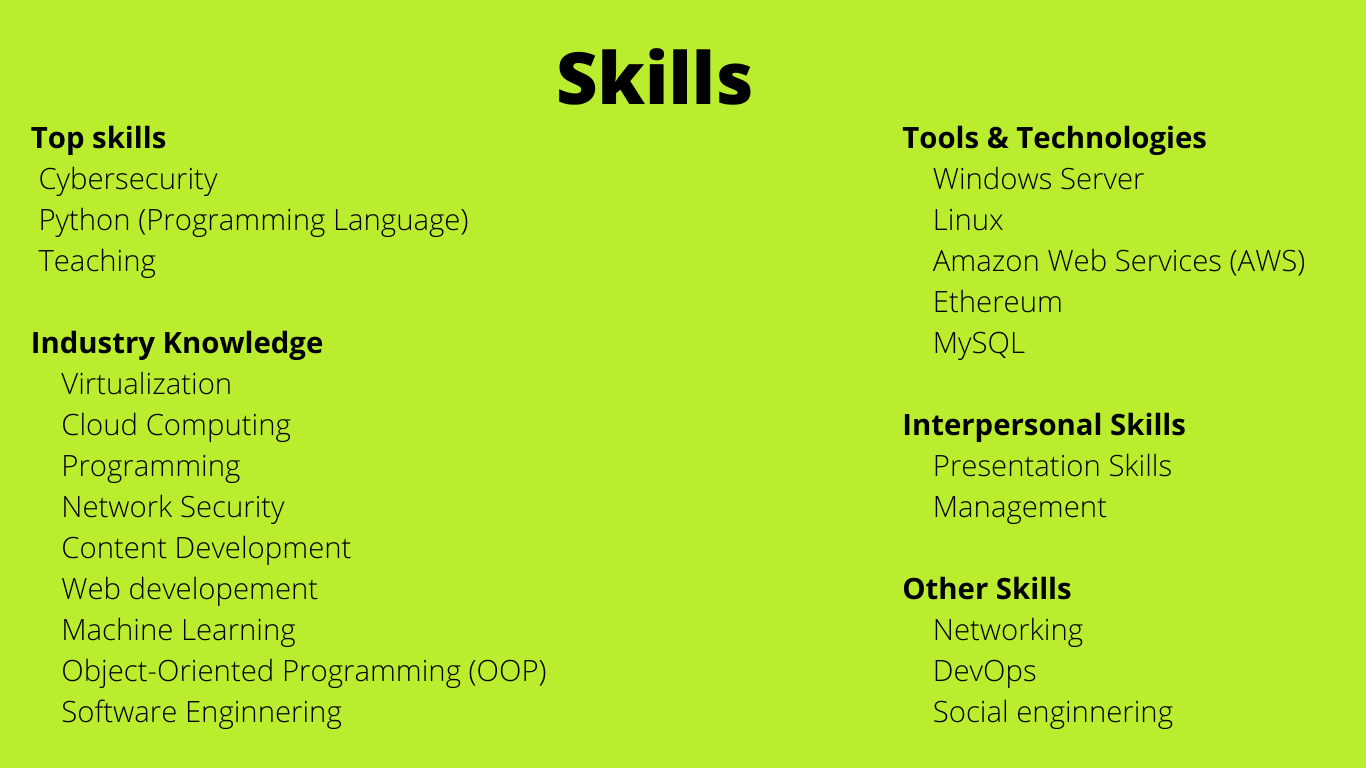 Skills
Top skills
Cybersecurity
Python (Programming Language)
Teaching
Industry Knowledge
Virtualization
Cloud Computing
Programming
Network Security
Content Development
Web developement
Machine Learning
Object-Oriented Programming (OOP)
Software Enginnering
Tools & Technologies
Windows Server
Linux
Amazon Web Services (AWS)
Ethereum
MySQL
Interpersonal Skills
Presentation Skills
Management
Other Skills
Networking
DevOps
Social enginnering